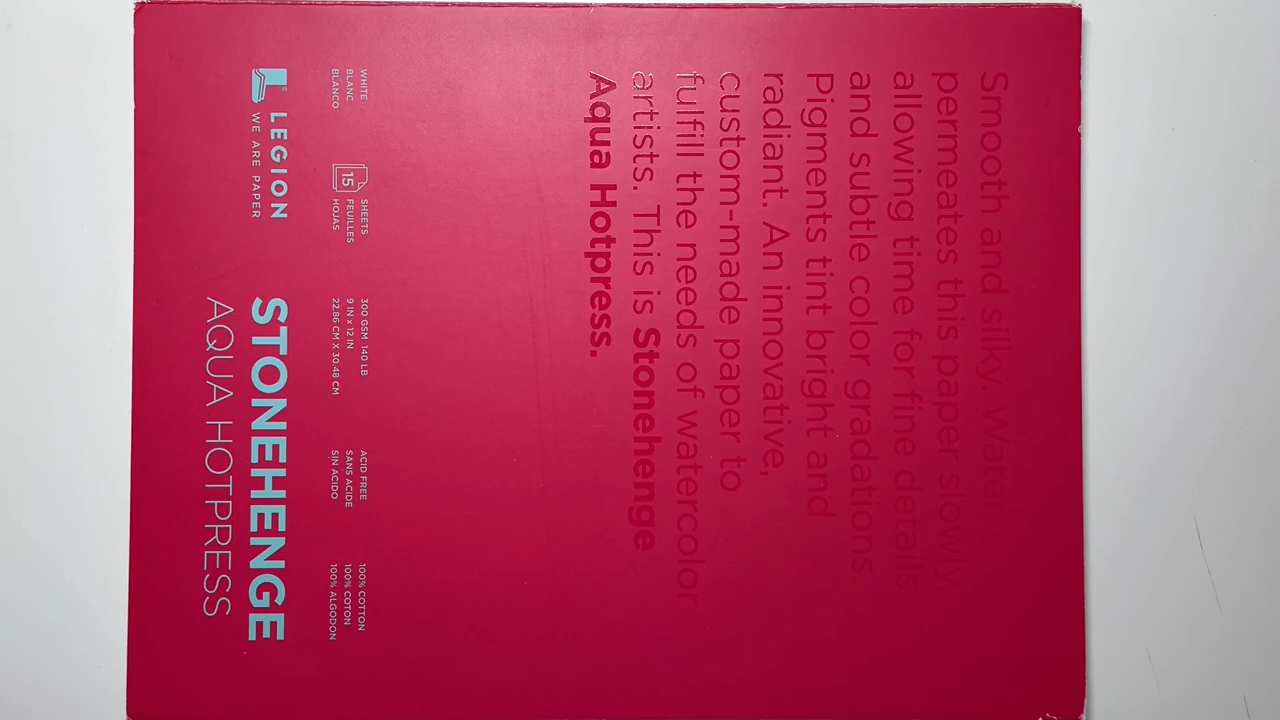 Smooth and silky. Water
permeates this paper slowly,
allowing time for fine details
and subtle color gradations.
Pigments tint bright and
radiant. An innovative,
custom-made paper to
fulfill the needs of watercolor
artists. This is Stonehenge
Aqua Hotpress.
WHITE
BLANC
BLANCO
15
SHEETS
FEUILLES
HOJAS
300 GSM 140 LB
9 IN x 12 IN
22.86 CM X 30.48 CM
ACID FREE
SANS ACIDE
SIN ACIDO
100% COTTON
100% COTON
100% ALGODON
LEGION
WE ARE PAPER
STONEHENGE
AQUA HOTPRESS